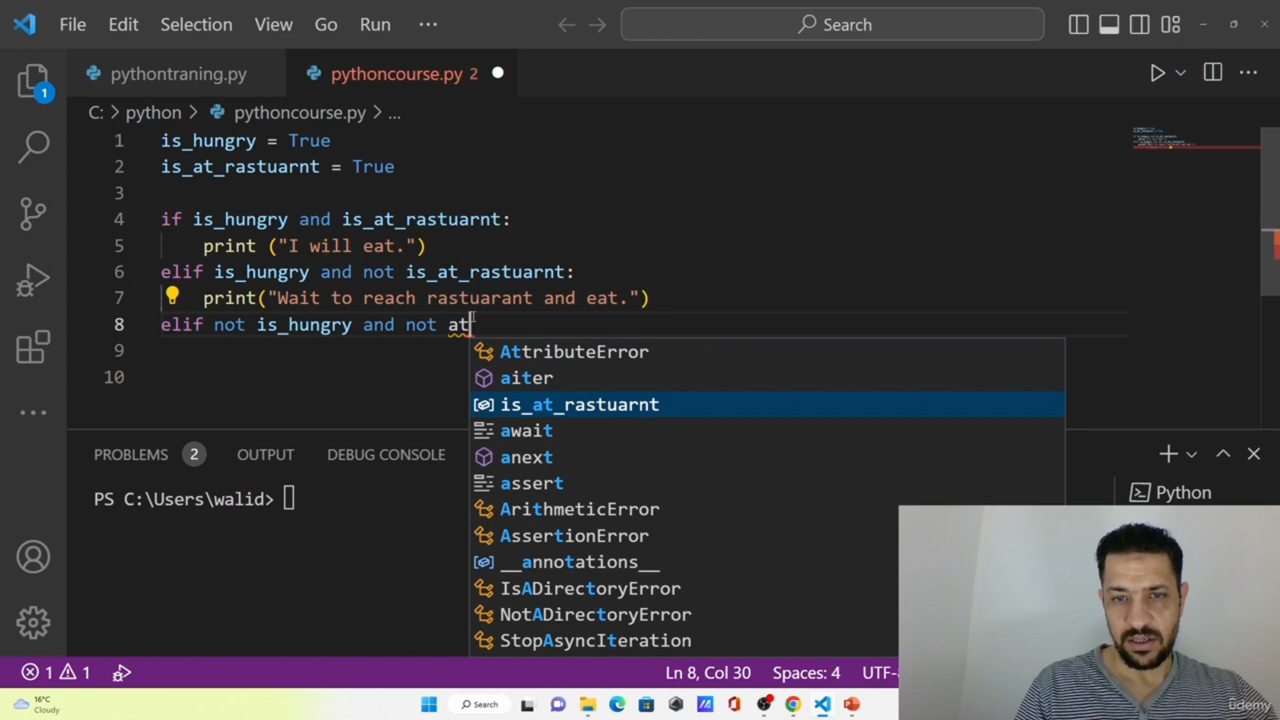 File Edit Selection View Go Run ··· Search
pythontraning.py pythoncourse.py 2
1
C: > python > pythoncourse.py > ...
1 is_hungry = True
2 is_at_rastuarnt = True
3
4 if is_hungry and is_at_rastuarnt:
5 print ("I will eat.")
6 elif is_hungry and not is_at_rastuarnt:
7 print("Wait to reach rastuarant and eat.")
8 elif not is_hungry and not at
9
10
AttributeError
aiter
is_at_rastuarnt
await
anext
assert
ArithmeticError
AssertionError
__annotations__
IsADirectoryError
NotADirectoryError
StopAsyncIteration
PROBLEMS 2 OUTPUT DEBUG CONSOLE
PS C:\Users\walid>
Python
1 1 Ln 8, Col 30 Spaces: 4 UTF-
16°C
Cloudy
Search
ûdemy